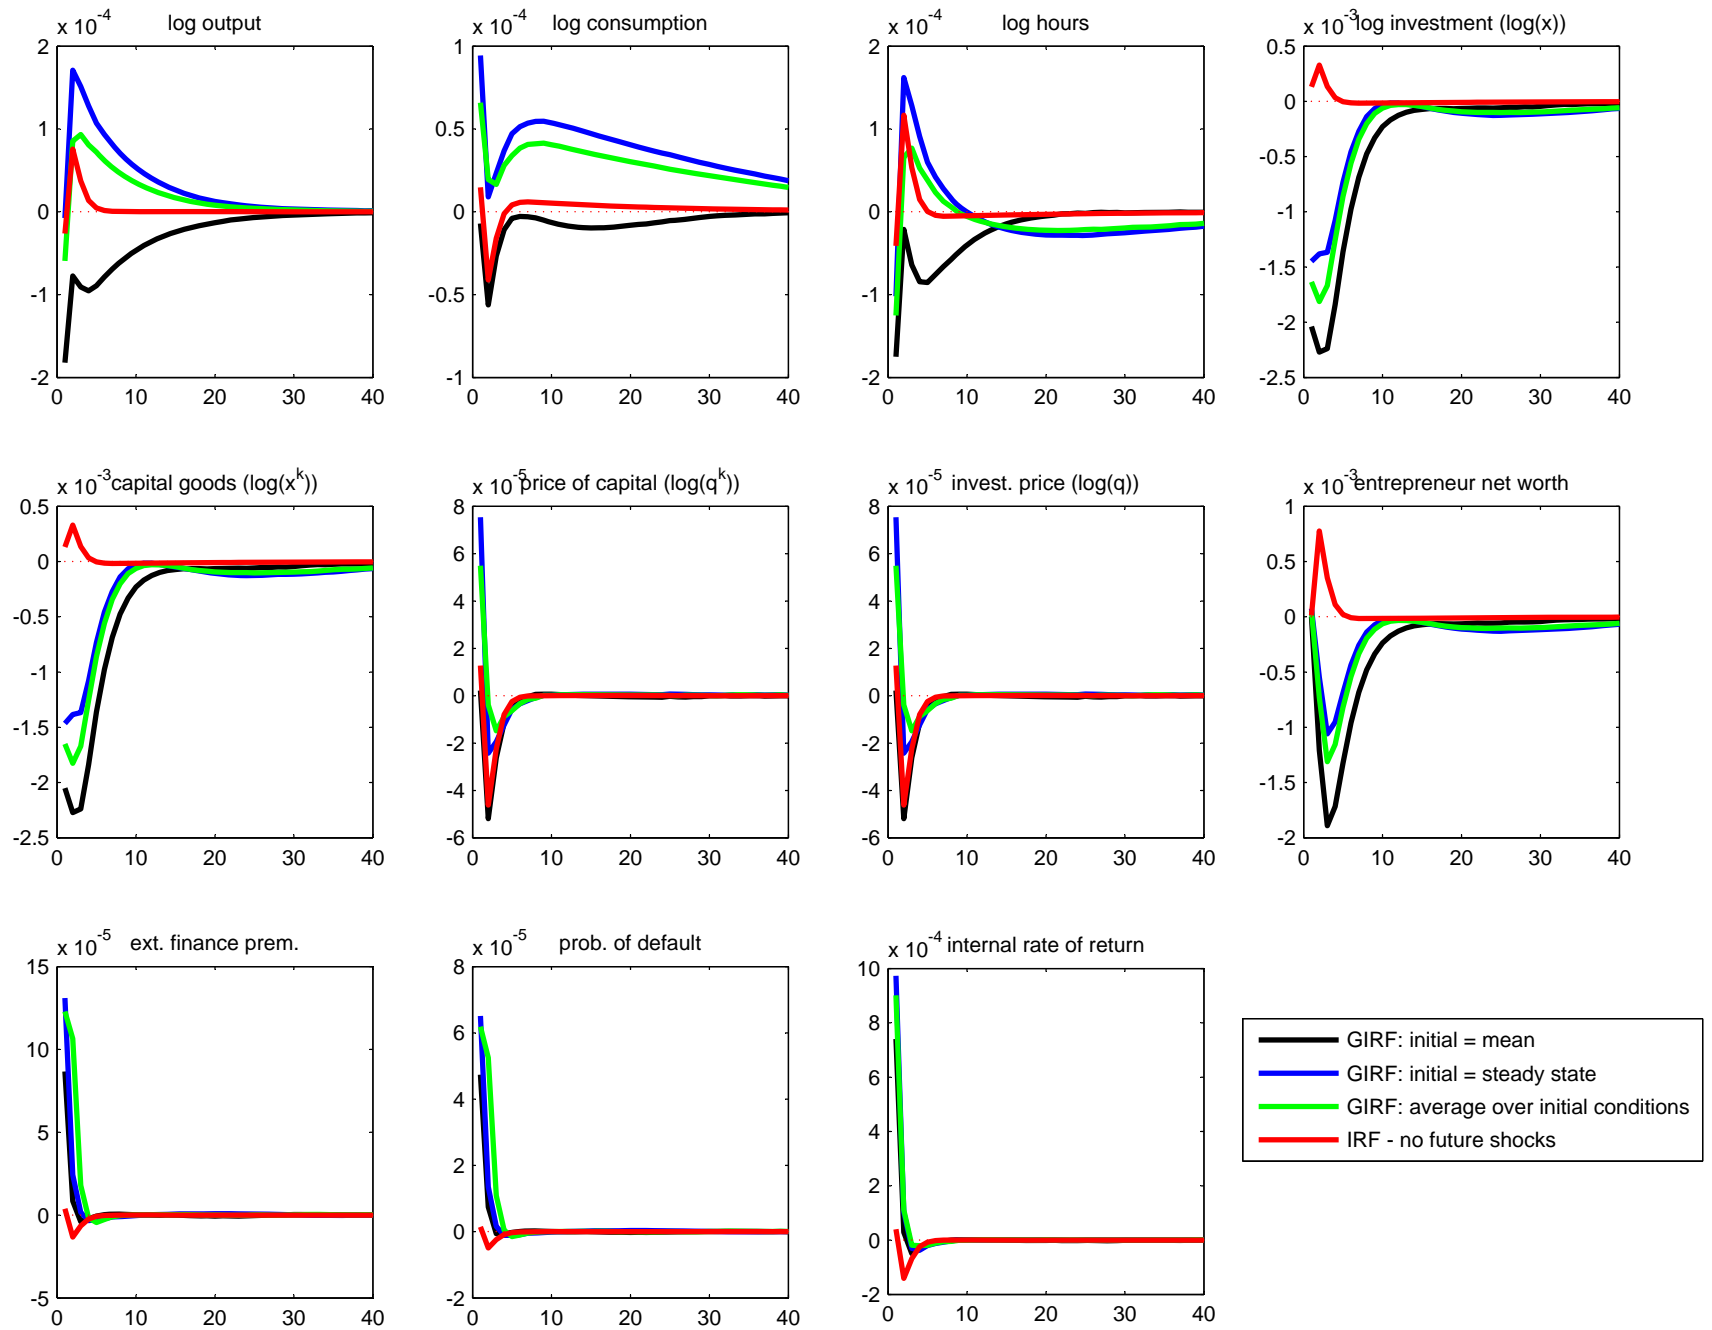 x 10-4 log output
2
1
0
-1
-2
0 10 20 30 40
x 10-4 log consumption
1
0.5
0
-0.5
-1
0 10 20 30 40
x 10-4 log hours
2
1
0
-1
-2
0 10 20 30 40
x 10-3 log investment (log(x))
0.5
0
-0.5
-1
-1.5
-2
-2.5
0 10 20 30 40
x 10-3 capital goods (log(xk))
0.5
0
-0.5
-1
-1.5
-2
-2.5
0 10 20 30 40
x 10-5 price of capital (log(qk))
8
6
4
2
0
-2
-4
-6
0 10 20 30 40
x 10-5 invest. price (log(q))
8
6
4
2
0
-2
-4
-6
0 10 20 30 40
x 10-3 entrepreneur net worth
1
0.5
0
-0.5
-1
-1.5
-2
0 10 20 30 40
x 10-5 ext. finance prem.
15
10
5
0
-5
0 10 20 30 40
x 10-5 prob. of default
8
6
4
2
0
-2
0 10 20 30 40
x 10-4 internal rate of return
10
8
6
4
2
0
-2
0 10 20 30 40
GIRF: initial = mean
GIRF: initial = steady state
GIRF: average over initial conditions
IRF - no future shocks